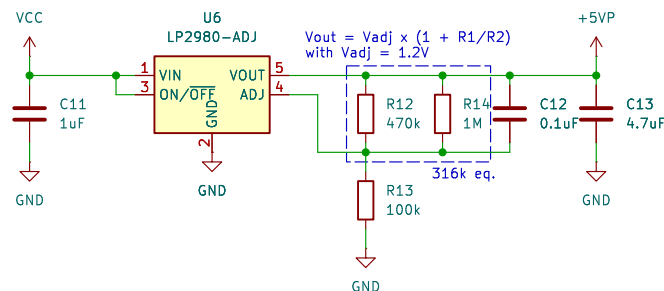 VCC
U6
LP2980-ADJ
Vout = Vadj x (1 + R1/R2)
with Vadj = 1.2V
+5VP
1 VIN VOUT 5
3 ON/OFF ADJ 4
GND
2
C11
1uF
R12
470k
R14
1M
C12
0.1uF
C13
4.7uF
316k eq.
R13
100k
GND
GND
GND
GND